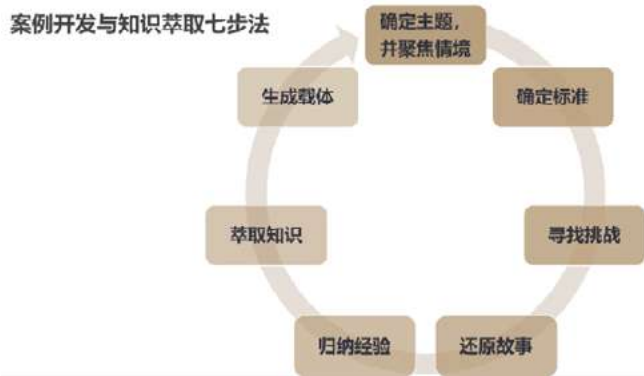 案例开发与知识萃取七步法
确定主题，
并聚焦情境
确定标准
寻找挑战
还原故事
归纳经验
萃取知识
生成载体